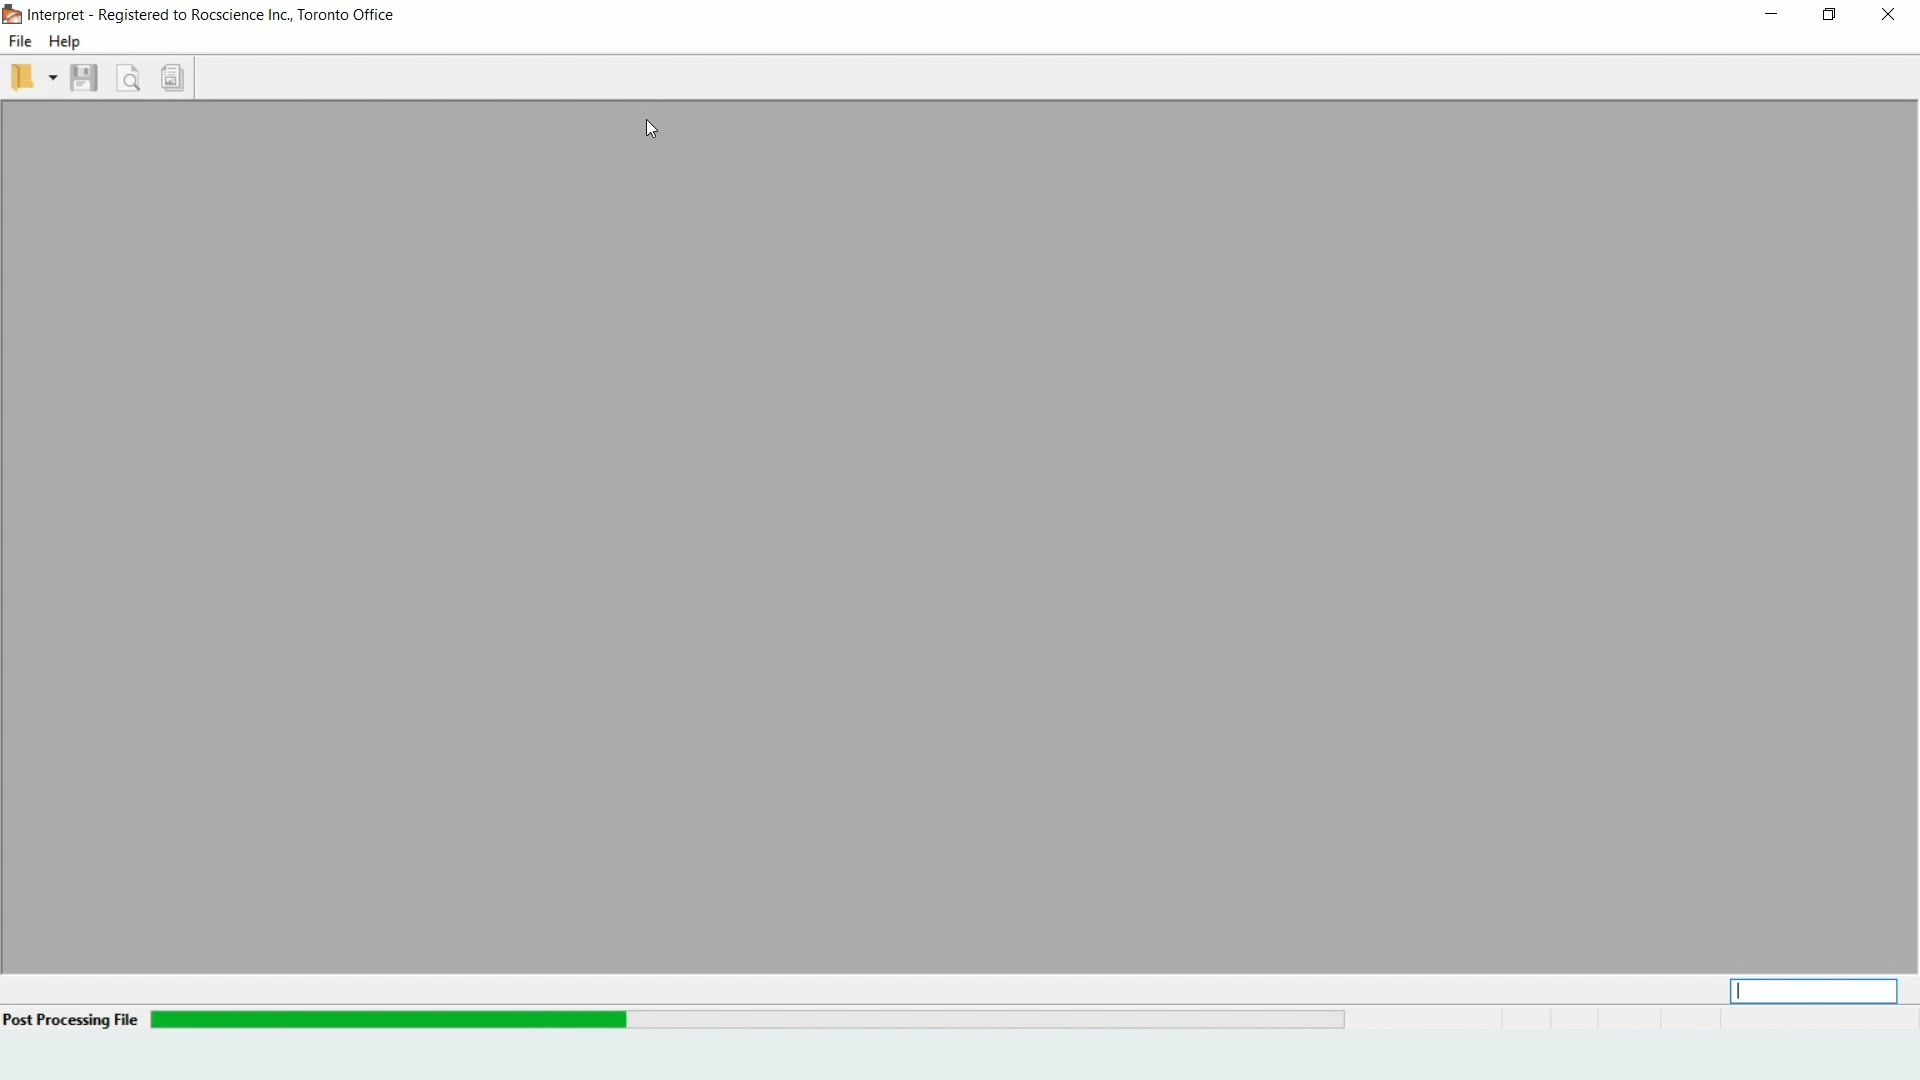 Interpret - Registered to Rocscience Inc., Toronto Office
File Help
Post Processing File